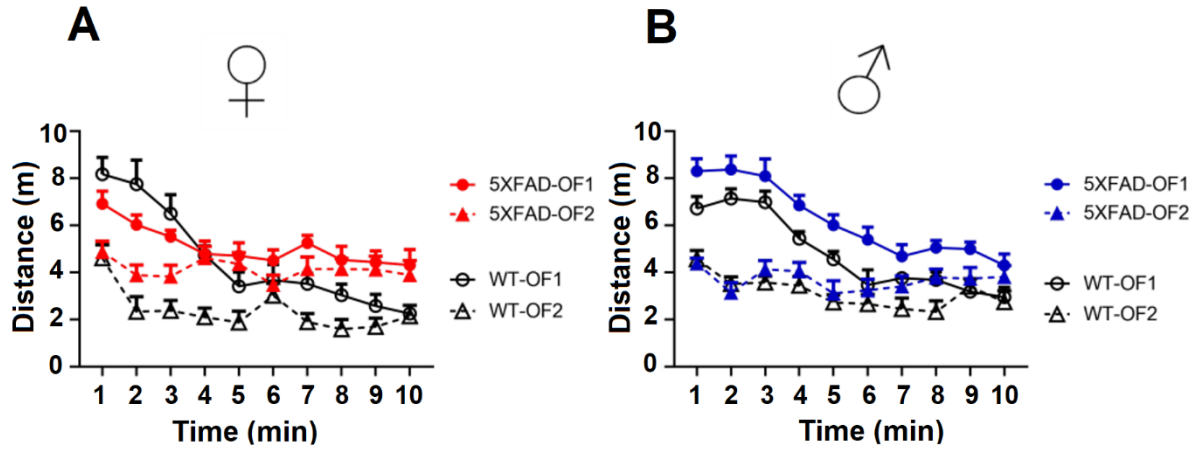 A
Distance (m)
10
8
6
4
2
0
1 2 3 4 5 6 7 8 9 10
Time (min)
5XFAD-OF1
5XFAD-OF2
WT-OF1
WT-OF2
B
Distance (m)
10
8
6
4
2
0
1 2 3 4 5 6 7 8 9 10
Time (min)
5XFAD-OF1
5XFAD-OF2
WT-OF1
WT-OF2